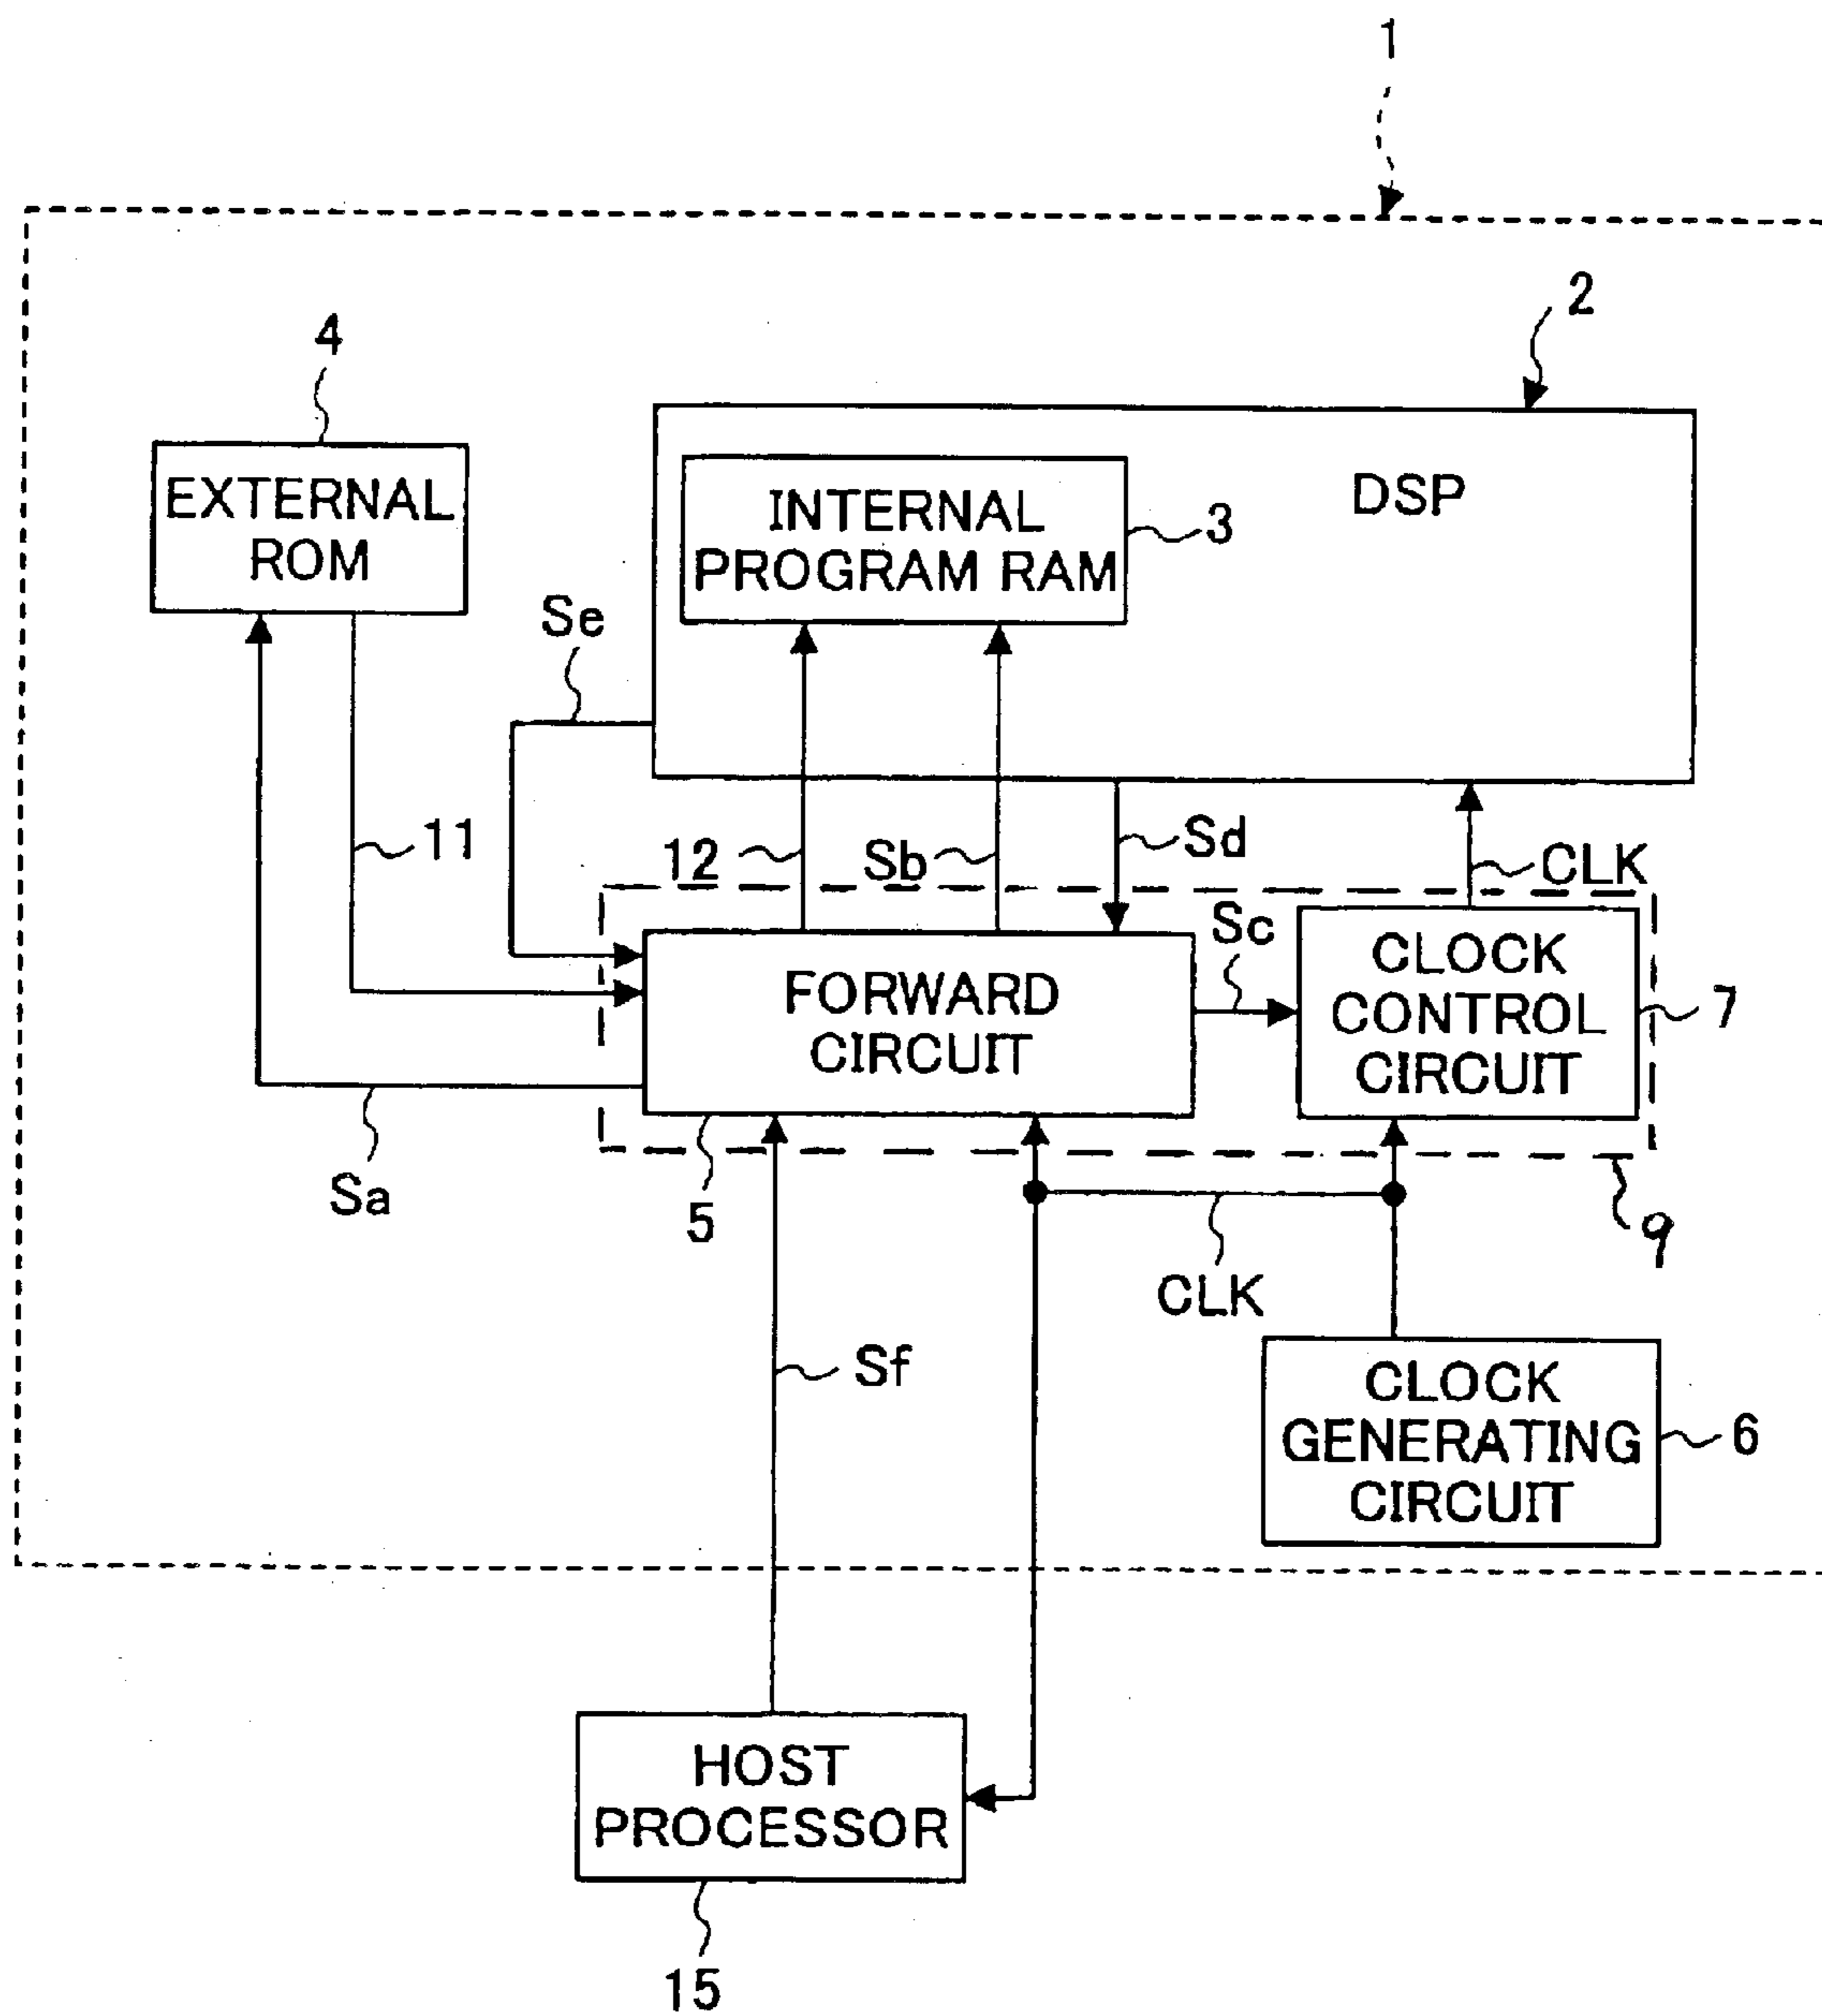 1
2
4
EXTERNAL
ROM
INTERNAL
PROGRAM RAM
3
DSP
Se
11
12
Sb
Sd
CLK
Sc
FORWARD
CIRCUIT
CLOCK
CONTROL
CIRCUIT
7
Sa
5
9
CLK
Sf
CLOCK
GENERATING
CIRCUIT
6
HOST
PROCESSOR
15